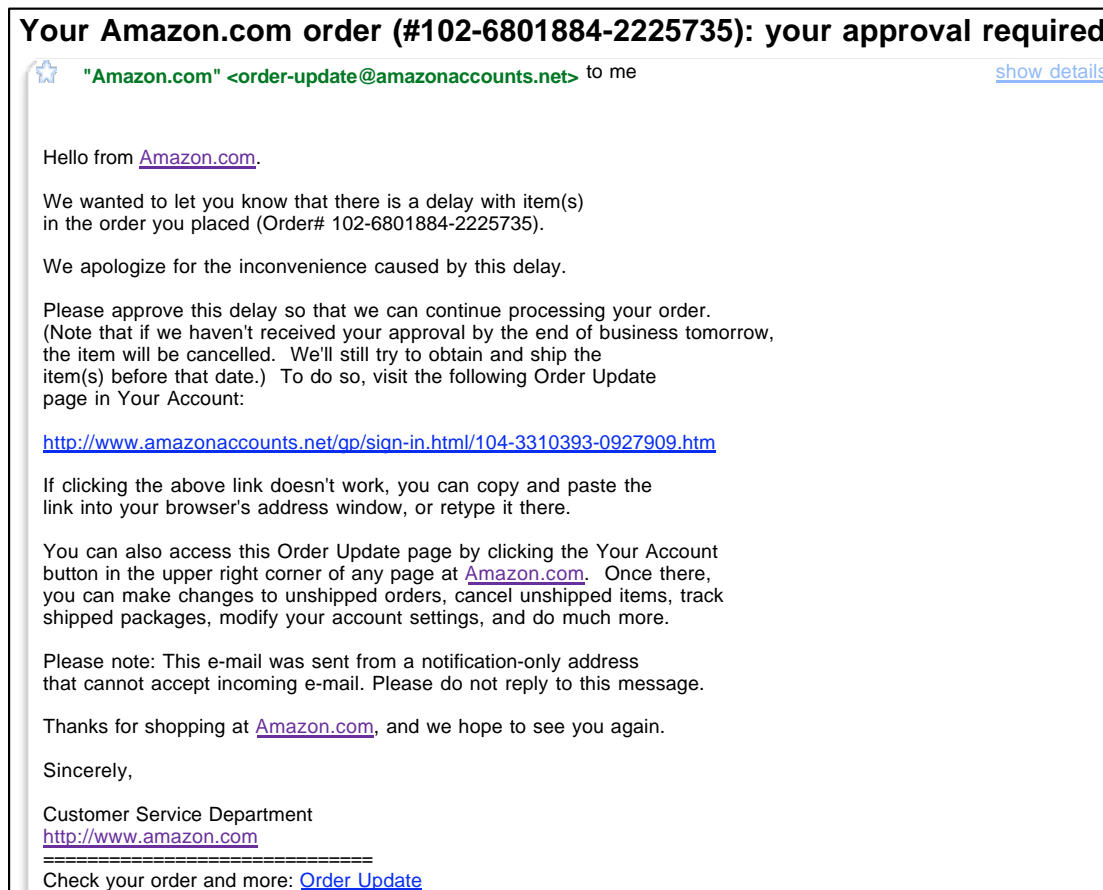 Your Amazon.com order (#102-6801884-2225735): your approval required
"Amazon.com" <order-update@amazonaccounts.net> to me show details
Hello from Amazon.com.
We wanted to let you know that there is a delay with item(s)
in the order you placed (Order# 102-6801884-2225735).
We apologize for the inconvenience caused by this delay.
Please approve this delay so that we can continue processing your order.
(Note that if we haven't received your approval by the end of business tomorrow,
the item will be cancelled.  We'll still try to obtain and ship the
item(s) before that date.)  To do so, visit the following Order Update
page in Your Account:
http://www.amazonaccounts.net/gp/sign-in.html/104-3310393-0927909.htm
If clicking the above link doesn't work, you can copy and paste the
link into your browser's address window, or retype it there.
You can also access this Order Update page by clicking the Your Account
button in the upper right corner of any page at Amazon.com.  Once there,
you can make changes to unshipped orders, cancel unshipped items, track
shipped packages, modify your account settings, and do much more.
Please note: This e-mail was sent from a notification-only address
that cannot accept incoming e-mail. Please do not reply to this message.
Thanks for shopping at Amazon.com, and we hope to see you again.
Sincerely,
Customer Service Department
http://www.amazon.com
==============================
Check your order and more: Order Update